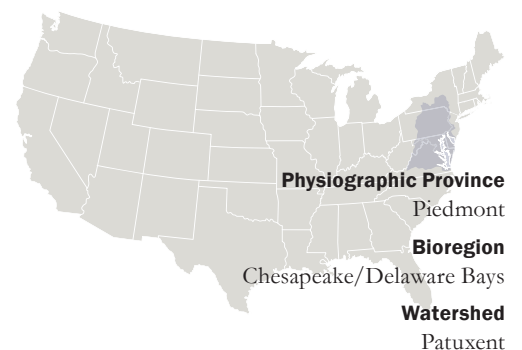 Physiographic Province
Piedmont
Bioregion
Chesapeake/Delaware Bays
Watershed
Patuxent